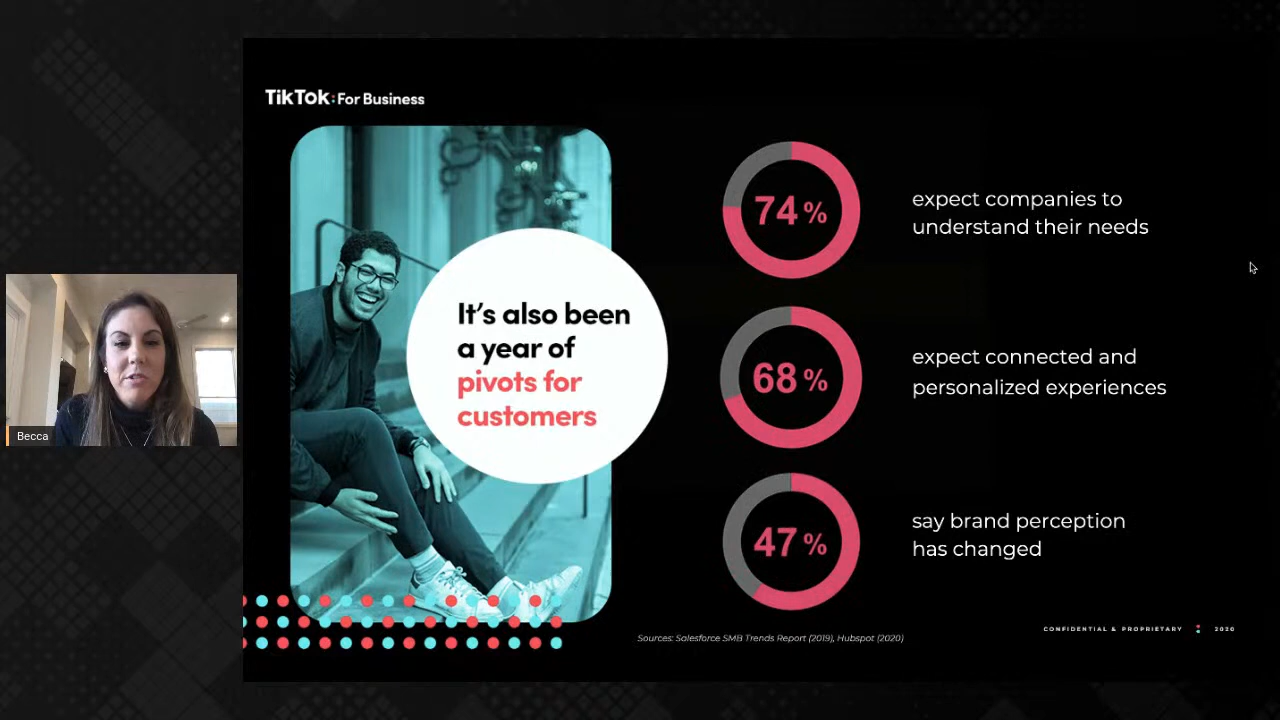 TikTok: For Business
It's also been
a year of
pivots for
customers
74%
expect companies to
understand their needs
68%
expect connected and
personalized experiences
47%
say brand perception
has changed
Becca
Sources: Salesforce SMB Trends Report (2019), Hubspot (2020)
CONFIDENTIAL & PROPRIETARY 2020